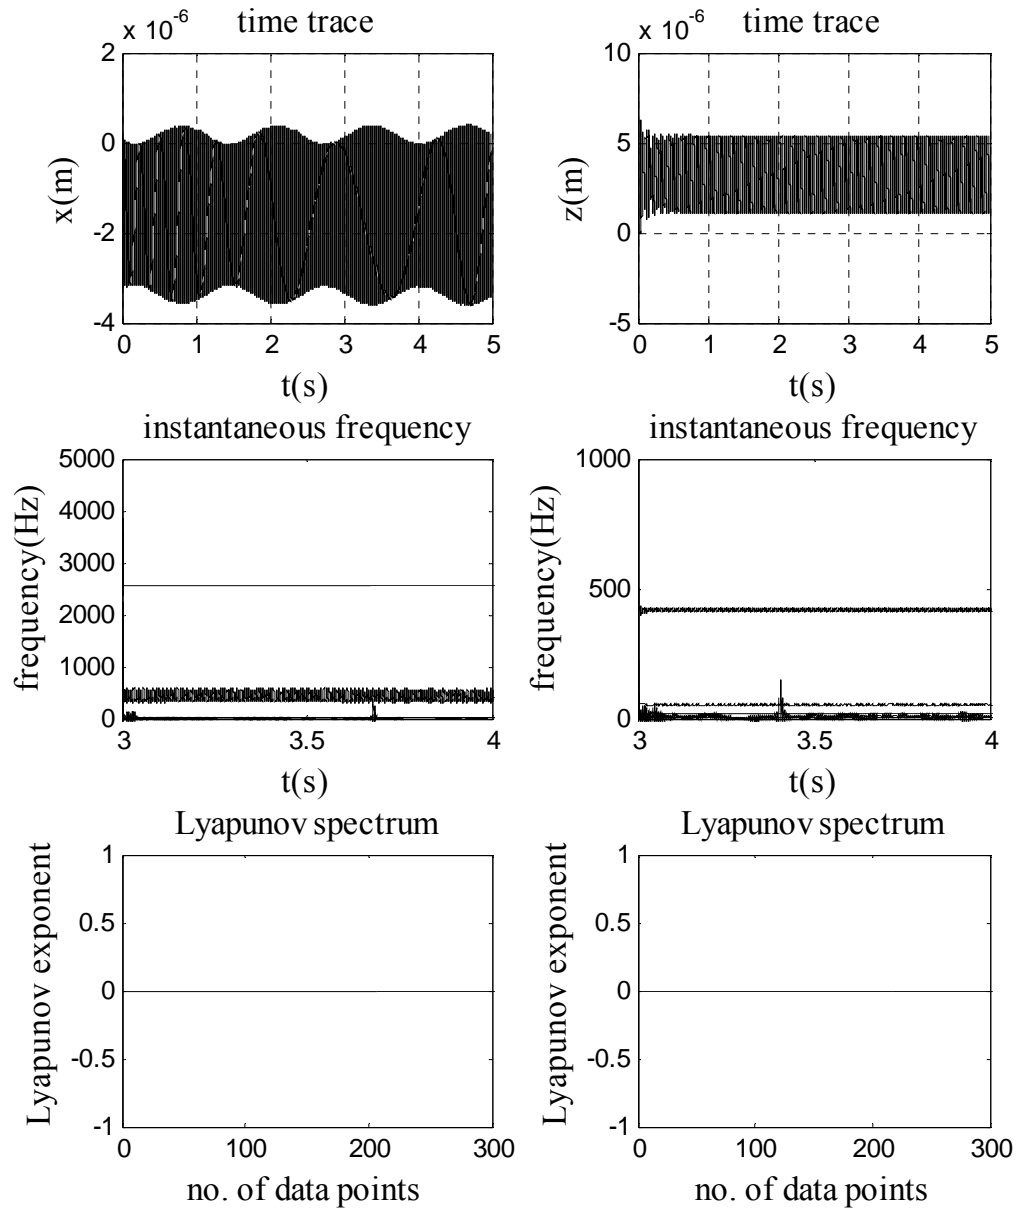 x 10^-6
time trace
2
0
-2
-4
x(m)
0 1 2 3 4 5
t(s)
x 10^-6
time trace
10
5
0
-5
z(m)
0 1 2 3 4 5
t(s)
instantaneous frequency
5000
4000
3000
2000
1000
0
frequency(Hz)
3 3.5 4
t(s)
instantaneous frequency
1000
500
0
frequency(Hz)
3 3.5 4
t(s)
Lyapunov spectrum
1
0.5
0
-0.5
-1
Lyapunov exponent
0 100 200 300
no. of data points
Lyapunov spectrum
1
0.5
0
-0.5
-1
Lyapunov exponent
0 100 200 300
no. of data points